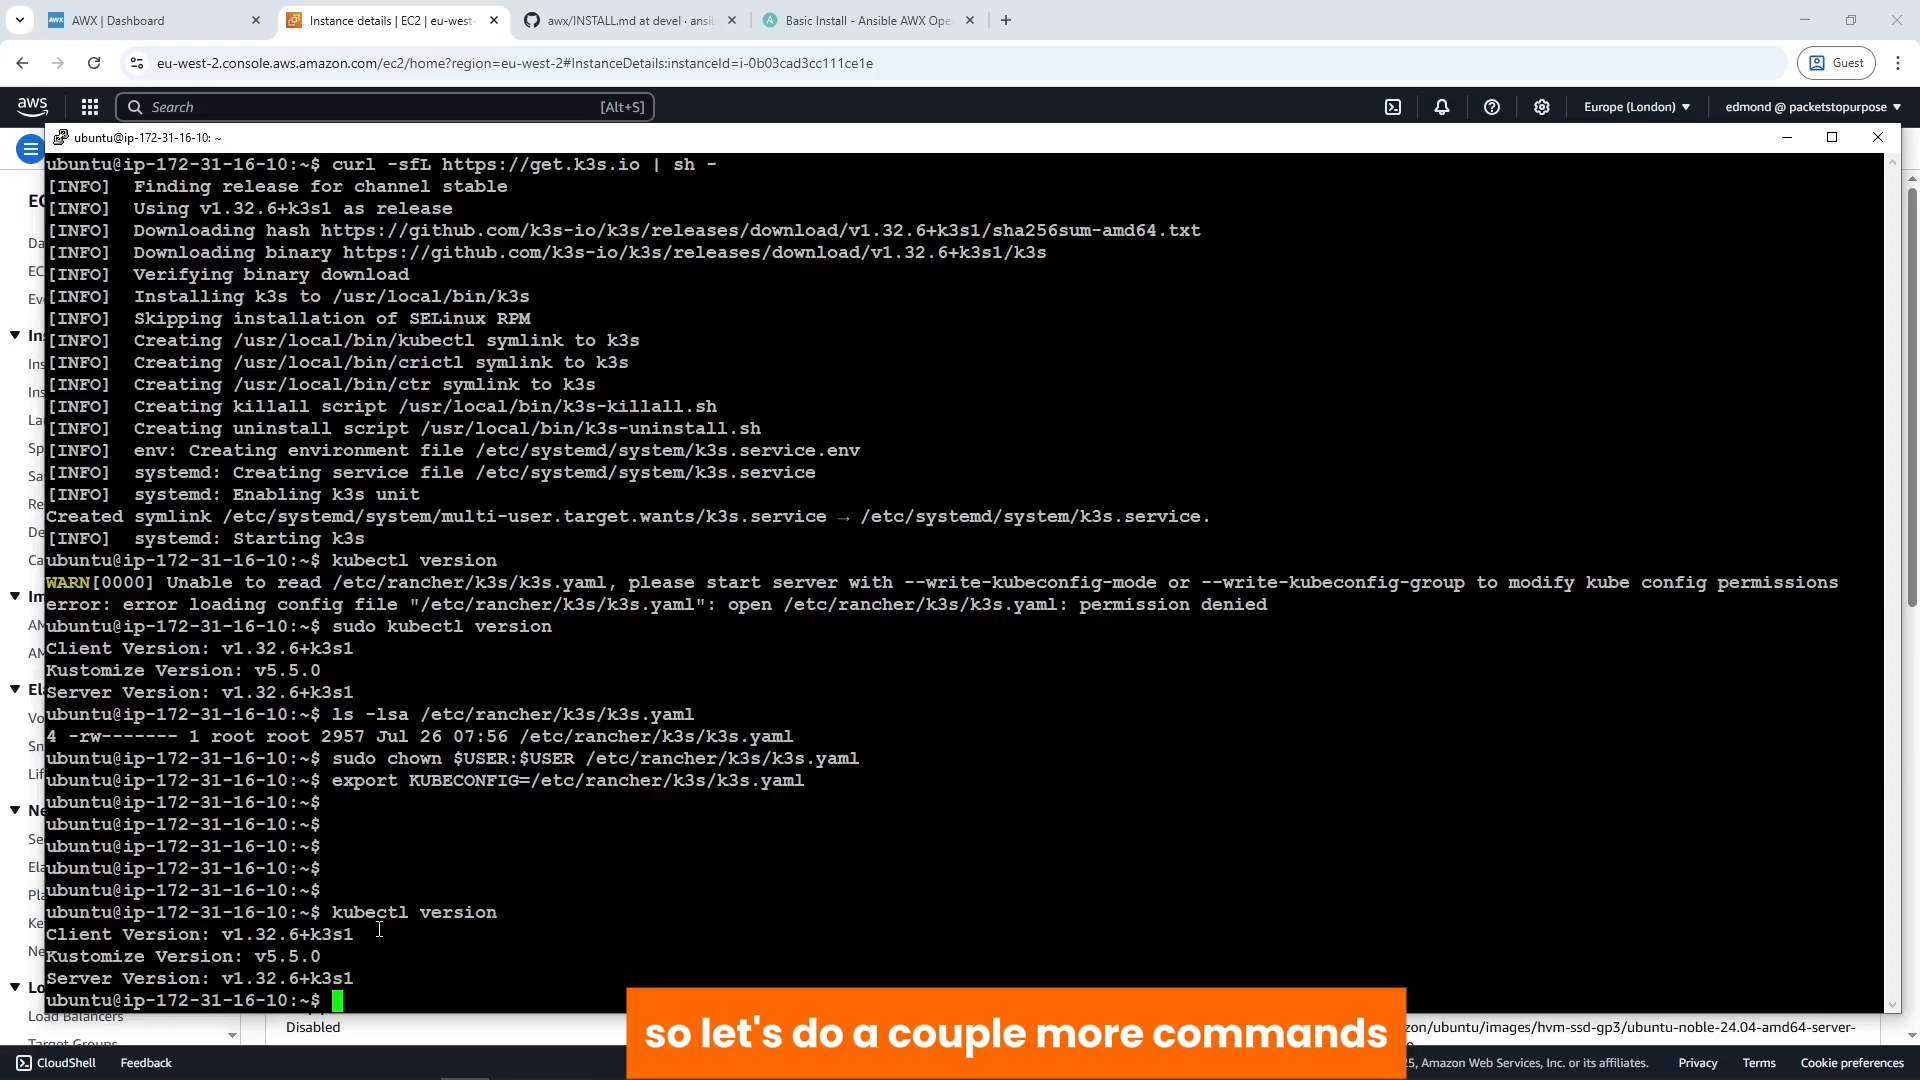 AWX | Dashboard
Instance details | EC2 | eu-west-
awx/INSTALL.md at devel · ansi
Basic Install - Ansible AWX Ope
eu-west-2.console.aws.amazon.com/ec2/home?region=eu-west-2#InstanceDetails:instanceId=i-0b03cad3cc111ce1e
Guest
aws
Search
[Alt+S]
Europe (London)
edmond @ packetstopurpose
ubuntu@ip-172-31-16-10: ~
ubuntu@ip-172-31-16-10:~$ curl -sfL https://get.k3s.io | sh -
[INFO]  Finding release for channel stable
[INFO]  Using v1.32.6+k3s1 as release
[INFO]  Downloading hash https://github.com/k3s-io/k3s/releases/download/v1.32.6+k3s1/sha256sum-amd64.txt
[INFO]  Downloading binary https://github.com/k3s-io/k3s/releases/download/v1.32.6+k3s1/k3s
[INFO]  Verifying binary download
[INFO]  Installing k3s to /usr/local/bin/k3s
[INFO]  Skipping installation of SELinux RPM
[INFO]  Creating /usr/local/bin/kubectl symlink to k3s
[INFO]  Creating /usr/local/bin/crictl symlink to k3s
[INFO]  Creating /usr/local/bin/ctr symlink to k3s
[INFO]  Creating killall script /usr/local/bin/k3s-killall.sh
[INFO]  Creating uninstall script /usr/local/bin/k3s-uninstall.sh
[INFO]  env: Creating environment file /etc/systemd/system/k3s.service.env
[INFO]  systemd: Creating service file /etc/systemd/system/k3s.service
[INFO]  systemd: Enabling k3s unit
Created symlink /etc/systemd/system/multi-user.target.wants/k3s.service → /etc/systemd/system/k3s.service.
[INFO]  systemd: Starting k3s
ubuntu@ip-172-31-16-10:~$ kubectl version
WARN[0000] Unable to read /etc/rancher/k3s/k3s.yaml, please start server with --write-kubeconfig-mode or --write-kubeconfig-group to modify kube config permissions
error: error loading config file "/etc/rancher/k3s/k3s.yaml": open /etc/rancher/k3s/k3s.yaml: permission denied
ubuntu@ip-172-31-16-10:~$ sudo kubectl version
Client Version: v1.32.6+k3s1
Kustomize Version: v5.5.0
Server Version: v1.32.6+k3s1
ubuntu@ip-172-31-16-10:~$ ls -lsa /etc/rancher/k3s/k3s.yaml
4 -rw------- 1 root root 2957 Jul 26 07:56 /etc/rancher/k3s/k3s.yaml
ubuntu@ip-172-31-16-10:~$ sudo chown $USER:$USER /etc/rancher/k3s/k3s.yaml
ubuntu@ip-172-31-16-10:~$ export KUBECONFIG=/etc/rancher/k3s/k3s.yaml
ubuntu@ip-172-31-16-10:~$
ubuntu@ip-172-31-16-10:~$
ubuntu@ip-172-31-16-10:~$
ubuntu@ip-172-31-16-10:~$
ubuntu@ip-172-31-16-10:~$
ubuntu@ip-172-31-16-10:~$ kubectl version
Client Version: v1.32.6+k3s1
Kustomize Version: v5.5.0
Server Version: v1.32.6+k3s1
ubuntu@ip-172-31-16-10:~$
Load Balancers
Target Groups
Disabled
so let's do a couple more commands
zon/ubuntu/images/hvm-ssd-gp3/ubuntu-noble-24.04-amd64-server-
CloudShell
Feedback
25, Amazon Web Services, Inc. or its affiliates.
Privacy
Terms
Cookie preferences